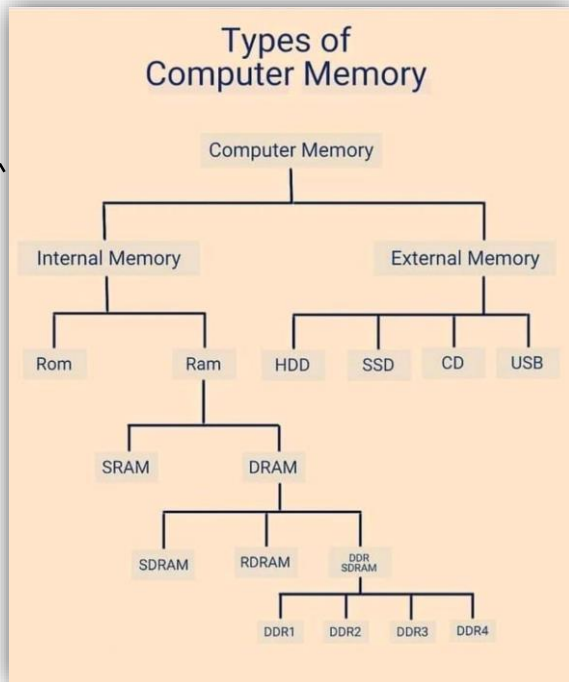 Types of
Computer Memory
Computer Memory
Internal Memory
External Memory
Rom
Ram
HDD
SSD
CD
USB
SRAM
DRAM
SDRAM
RDRAM
DDR
SDRAM
DDR1
DDR2
DDR3
DDR4